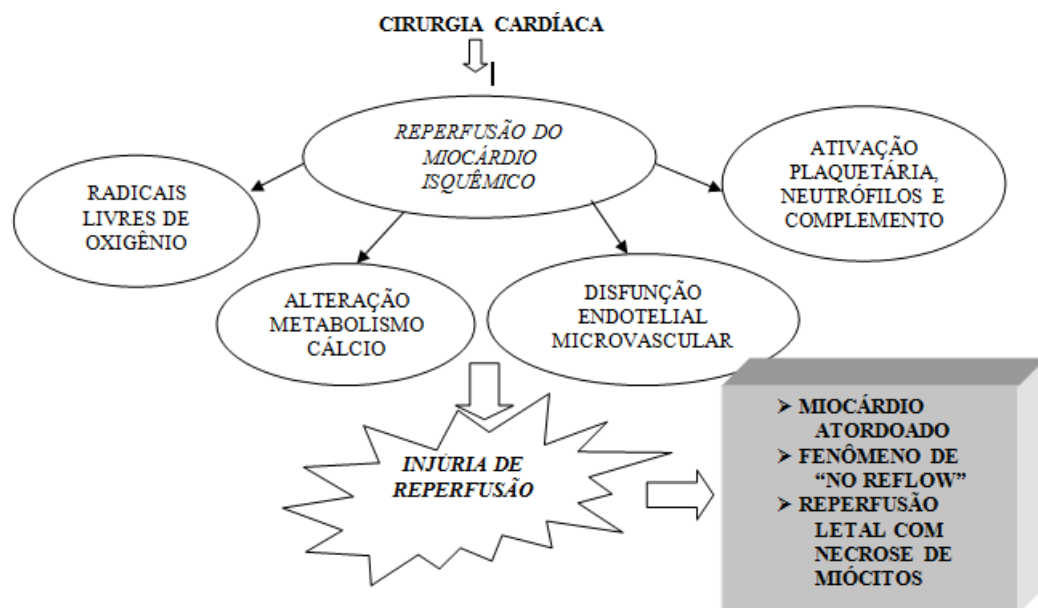 CIRURGIA CARDÍACA
REPERFUSÃO DO
MIOCÁRDIO
ISQUÊMICO
ATIVAÇÃO
PLAQUETÁRIA,
NEUTRÓFILOS E
COMPLEMENTO
RADICAIS
LIVRES DE
OXIGÊNIO
ALTERAÇÃO
METABOLISMO
CÁLCIO
DISFUNÇÃO
ENDOTELIAL
MICROVASCULAR
INJÚRIA DE
REPERFUSÃO
➢ MIOCÁRDIO
ATORDOADO
➢ FENÔMENO DE
“NO REFLOW”
➢ REPERFUSÃO
LETAL COM
NECROSE DE
MIÓCITOS